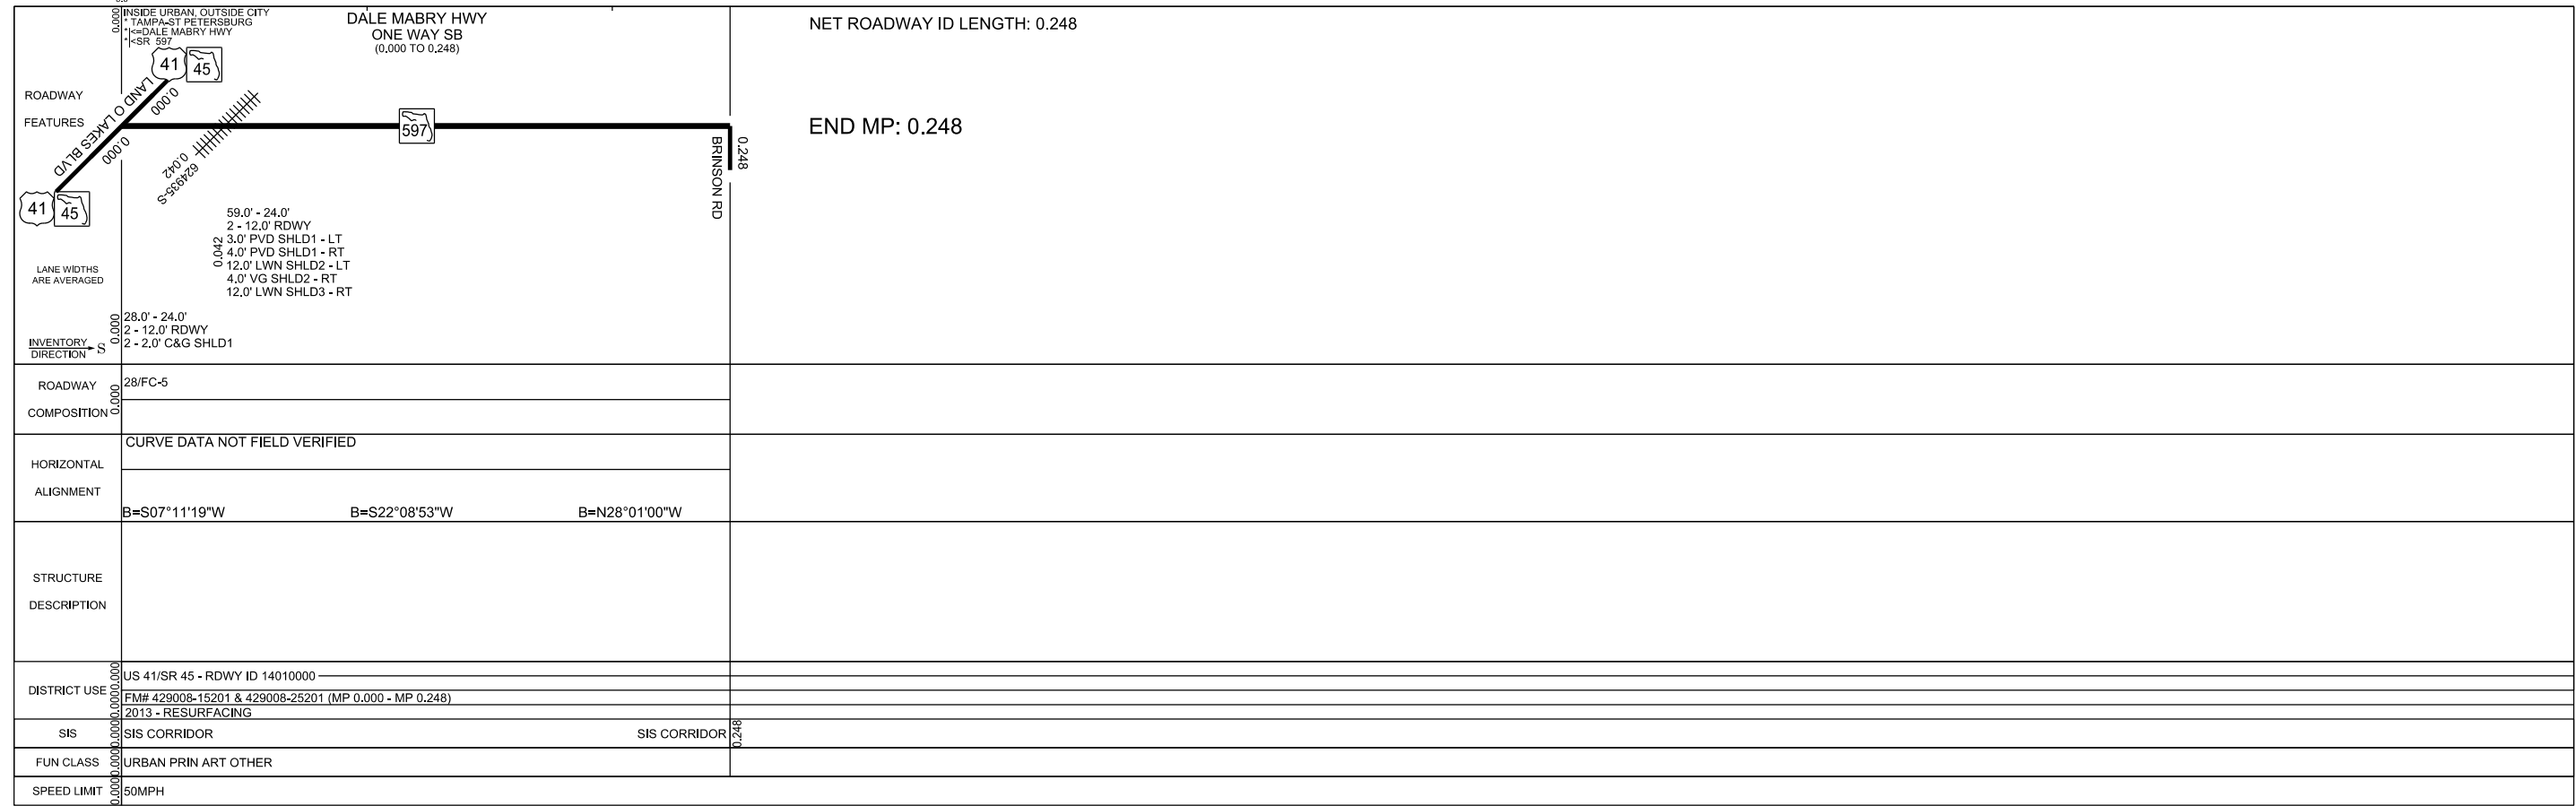 0.000
INSIDE URBAN, OUTSIDE CITY
* TAMPA-ST PETERSBURG
*|<=DALE MABRY HWY
*|<SR 597
DALE MABRY HWY
ONE WAY SB
(0.000 TO 0.248)
NET ROADWAY ID LENGTH: 0.248
END MP: 0.248
ROADWAY
FEATURES
41
45
LAND O LAKES BLVD
0.000
0.000
41
45
0.042
624935-S
597
0.248
BRINSON RD
0.042
59.0' - 24.0'
2 - 12.0' RDWY
3.0' PVD SHLD1 - LT
4.0' PVD SHLD1 - RT
12.0' LWN SHLD2 - LT
4.0' VG SHLD2 - RT
12.0' LWN SHLD3 - RT
LANE WIDTHS
ARE AVERAGED
0.000
28.0' - 24.0'
2 - 12.0' RDWY
2 - 2.0' C&G SHLD1
INVENTORY
DIRECTION
S
ROADWAY
COMPOSITION
0.000
28/FC-5
HORIZONTAL
ALIGNMENT
CURVE DATA NOT FIELD VERIFIED
B=S07°11'19"W
B=S22°08'53"W
B=N28°01'00"W
STRUCTURE
DESCRIPTION
DISTRICT USE
0.000
US 41/SR 45 - RDWY ID 14010000
0.000
FM# 429008-15201 & 429008-25201 (MP 0.000 - MP 0.248)
0.000
2013 - RESURFACING
SIS
0.000
SIS CORRIDOR
SIS CORRIDOR
0.248
FUN CLASS
0.000
URBAN PRIN ART OTHER
SPEED LIMIT
0.000
50MPH